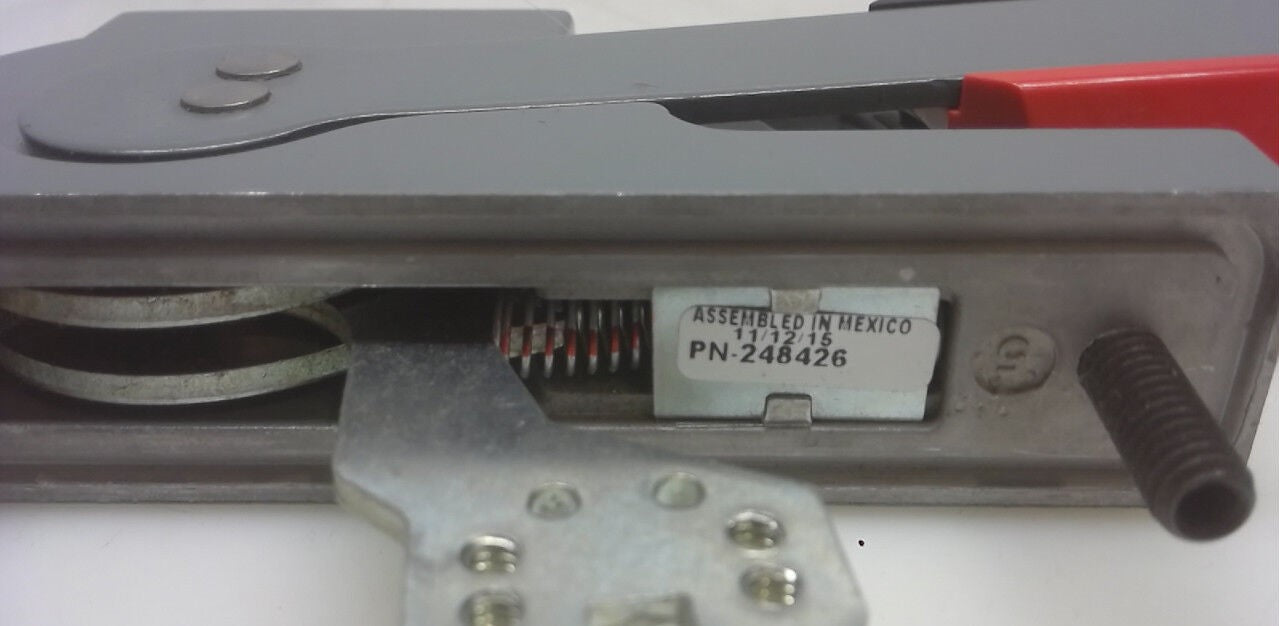 ASSEMBLED IN MEXICO
11/12/15
PN-248426